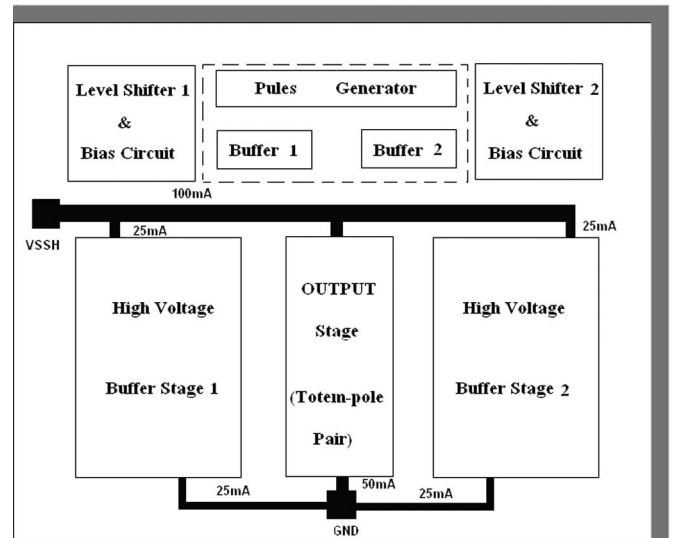 Level Shifter 1
&
Bias Circuit
Pules Generator
Buffer 1
Buffer 2
Level Shifter 2
&
Bias Circuit
100mA
VSSH
25mA
25mA
High Voltage
Buffer Stage 1
OUTPUT
Stage
(Totem-pole
Pair)
High Voltage
Buffer Stage 2
25mA
50mA
25mA
GND